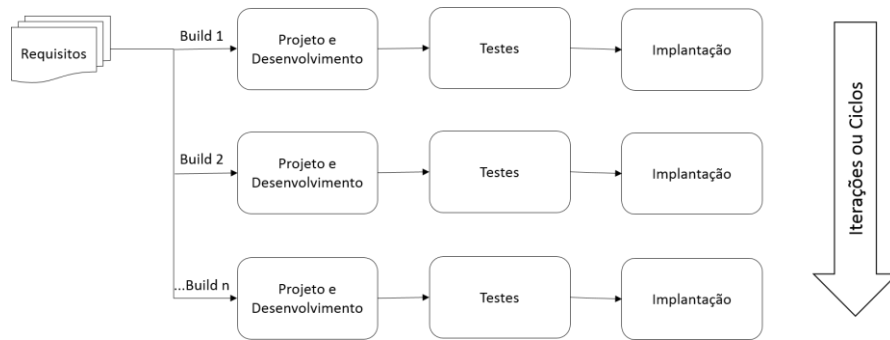 Requisitos
Build 1
Projeto e
Desenvolvimento
Testes
Implantação
Build 2
Projeto e
Desenvolvimento
Testes
Implantação
...Build n
Projeto e
Desenvolvimento
Testes
Implantação
Iterações ou Ciclos